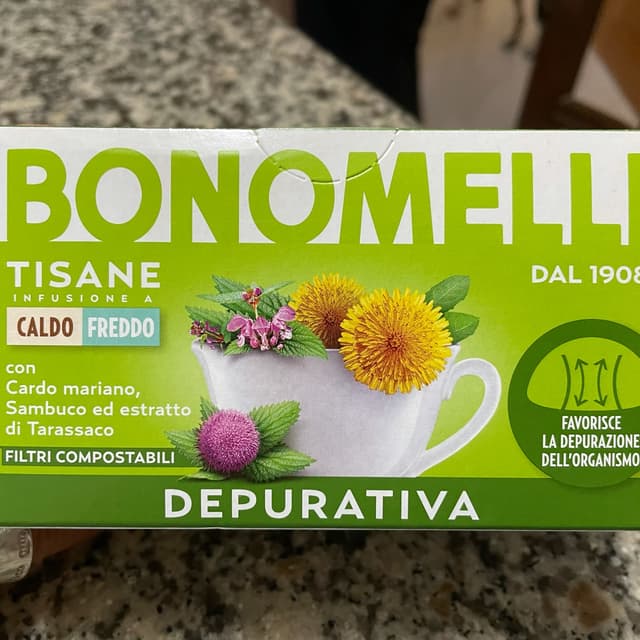 BONOMELLI
TISANE
INFUSIONE A
CALDO FREDDO
con
Cardo mariano,
Sambuco ed estratto
di Tarassaco
FILTRI COMPOSTABILI
DAL 1908
FAVORISCE
LA DEPURAZIONE
DELL'ORGANISMO
DEPURATIVA